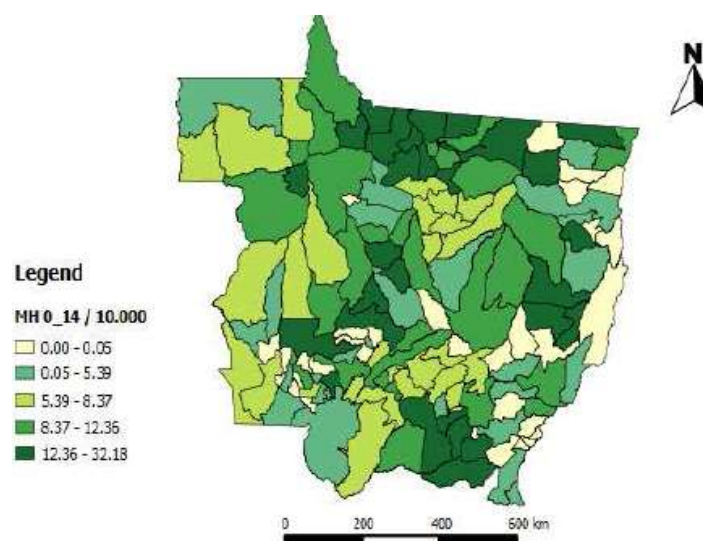 N
Legend
MH 0_14 / 10.000
0.00 - 0.05
0.05 - 5.39
5.39 - 8.37
8.37 - 12.36
12.36 - 32.18
0 200 400 600 km